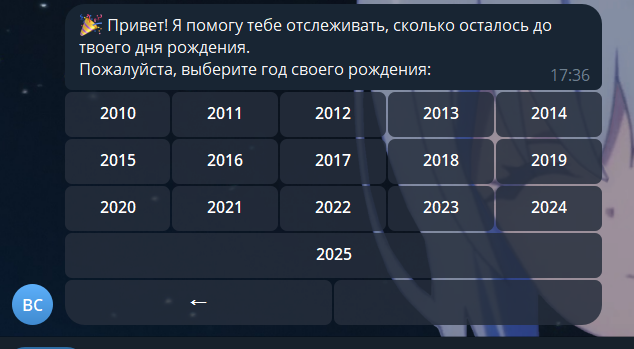 🎉 Привет! Я помогу тебе отслеживать, сколько осталось до
твоего дня рождения.
Пожалуйста, выберите год своего рождения:
17:36
2010 2011 2012 2013 2014
2015 2016 2017 2018 2019
2020 2021 2022 2023 2024
2025
ВС ←